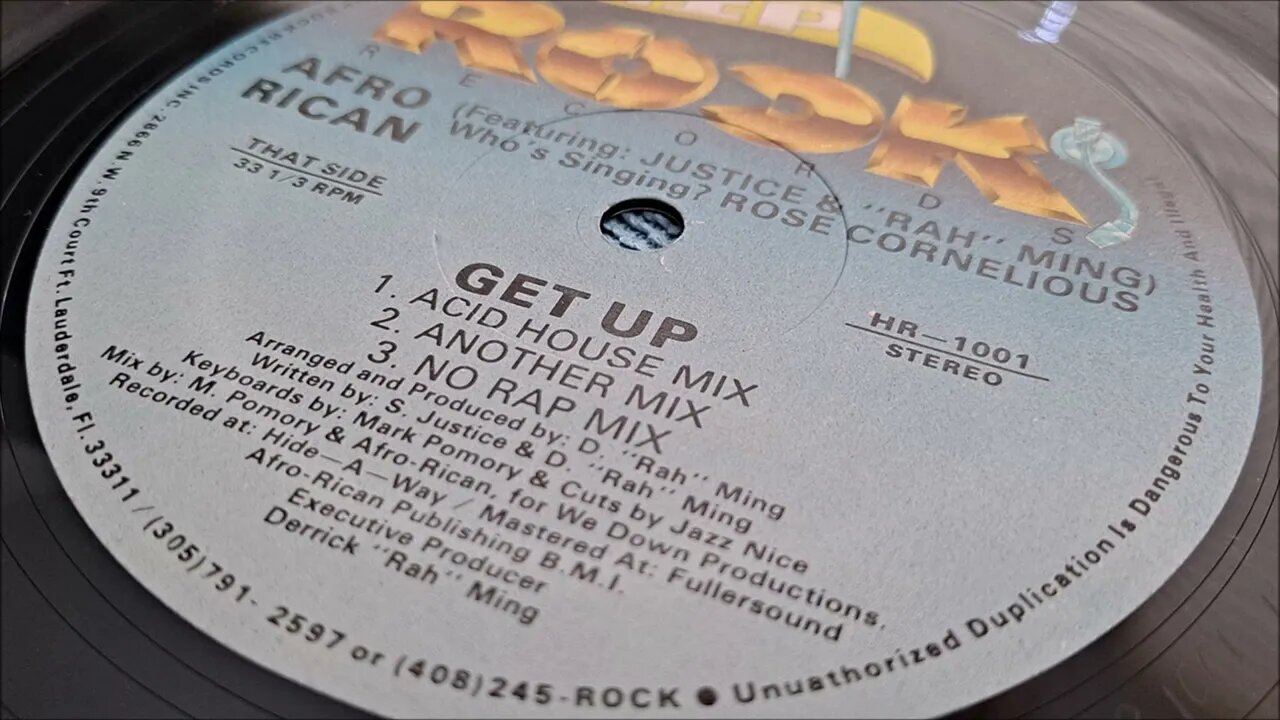 ROCK's
RECORDS
AFRO
RICAN
(Featuring: JUSTICE & "RAH" MING)
Who's Singing? ROSE CORNELIOUS
THAT SIDE
33 1/3 RPM
HR—1001
STEREO
GET UP
1. ACID HOUSE MIX
2. ANOTHER MIX
3. NO RAP MIX
Arranged and Produced by: D. "Rah" Ming
Written by: S. Justice & D. "Rah" Ming
Keyboards by: Mark Pomory & Cuts by Jazz Nice
Mix by: M. Pomory & Afro-Rican, for We Down Productions.
Recorded at: Hide—A—Way / Mastered At: Fullersound
Afro-Rican Publishing B.M.I.
Executive Producer
Derrick "Rah" Ming
ROCK RECORDS INC. 2866 N.W. 9th Court Ft. Lauderdale, Fl. 33311 / (305)791-2597 or (408)245-ROCK ● Unuathorized Duplication Is Dangerous To Your Health And Illegal